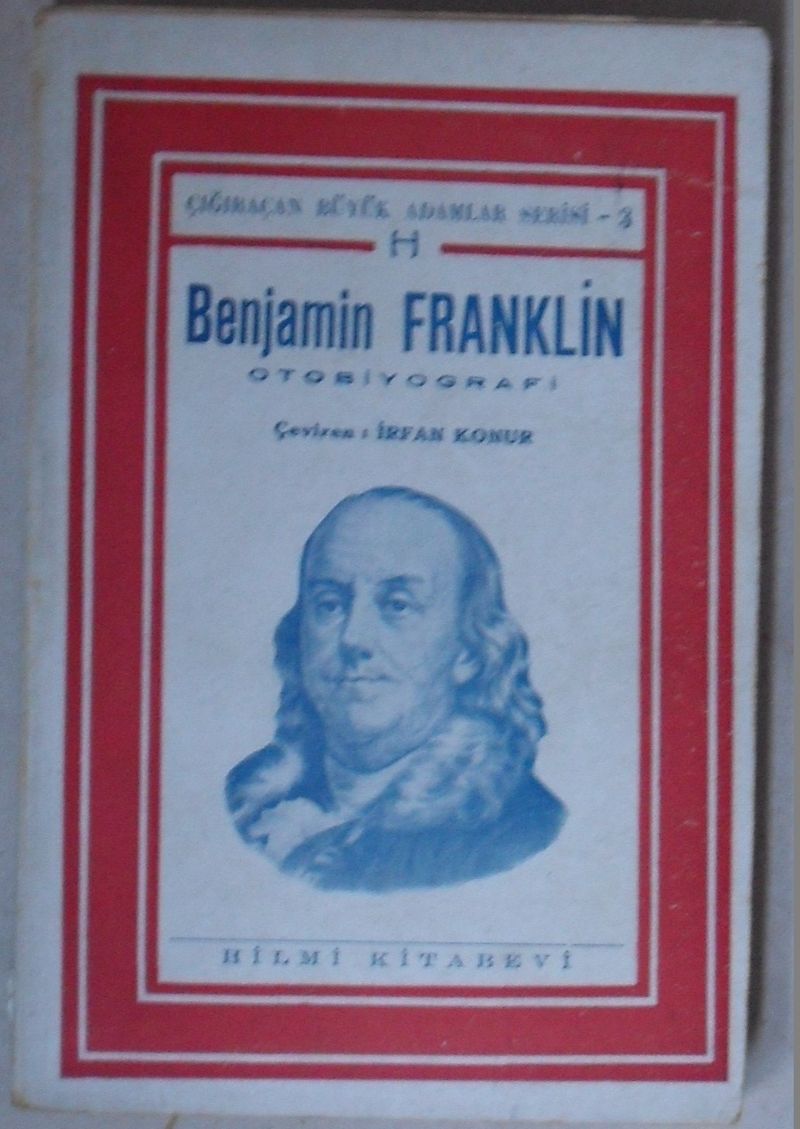 ÇIĞIRAÇAN BÜYÜK ADAMLAR SERİSİ - 3
H
Benjamin FRANKLİN
OTOBİYOGRAFİ
Çeviren : İRFAN KONUR
HİLMİ KİTABEVİ